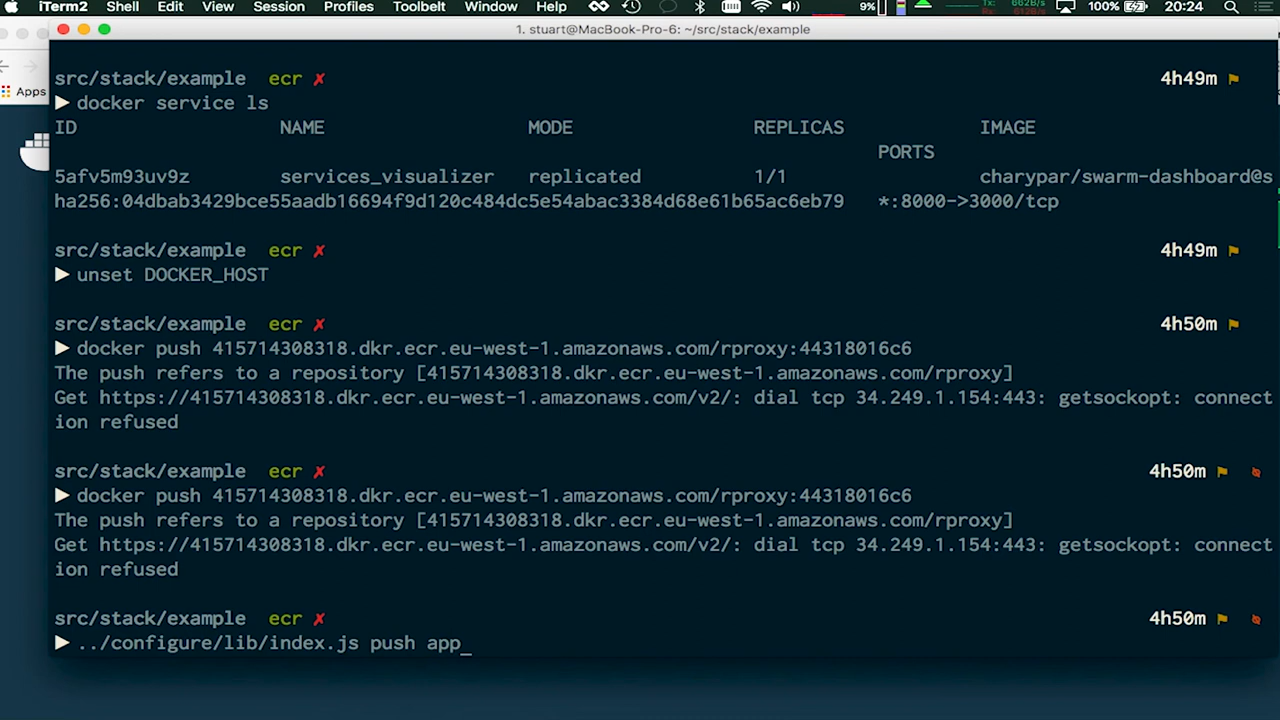 iTerm2 Shell Edit View Session Profiles Toolbelt Window Help 9% 100% 20:24
1. stuart@MacBook-Pro-6: ~/src/stack/example
Apps
src/stack/example ecr ✗ 4h49m
▶ docker service ls
ID NAME MODE REPLICAS IMAGE
PORTS
5afv5m93uv9z services_visualizer replicated 1/1 charypar/swarm-dashboard@s
ha256:04dbab3429bce55aadb16694f9d120c484dc5e54abac3384d68e61b65ac6eb79 *:8000->3000/tcp
src/stack/example ecr ✗ 4h49m
▶ unset DOCKER_HOST
src/stack/example ecr ✗ 4h50m
▶ docker push 415714308318.dkr.ecr.eu-west-1.amazonaws.com/rproxy:44318016c6
The push refers to a repository [415714308318.dkr.ecr.eu-west-1.amazonaws.com/rproxy]
Get https://415714308318.dkr.ecr.eu-west-1.amazonaws.com/v2/: dial tcp 34.249.1.154:443: getsockopt: connect
ion refused
src/stack/example ecr ✗ 4h50m
▶ docker push 415714308318.dkr.ecr.eu-west-1.amazonaws.com/rproxy:44318016c6
The push refers to a repository [415714308318.dkr.ecr.eu-west-1.amazonaws.com/rproxy]
Get https://415714308318.dkr.ecr.eu-west-1.amazonaws.com/v2/: dial tcp 34.249.1.154:443: getsockopt: connect
ion refused
src/stack/example ecr ✗ 4h50m
▶ ../configure/lib/index.js push app_